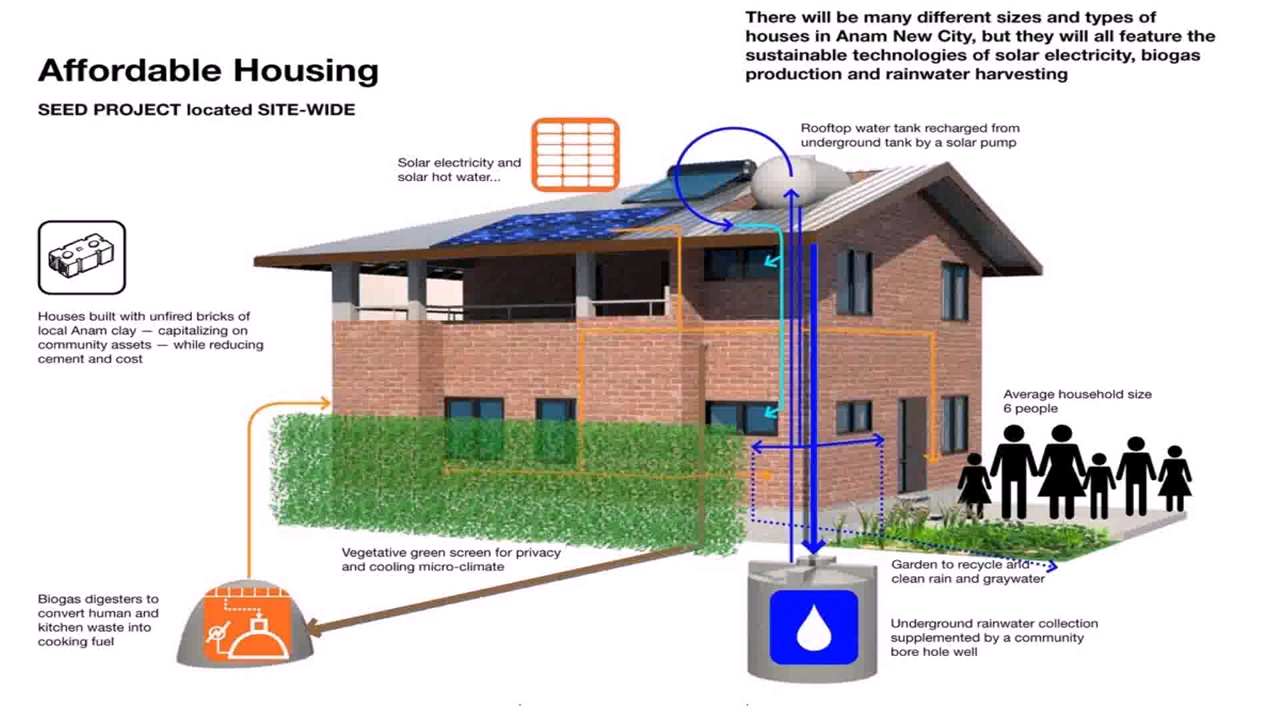 Affordable Housing
SEED PROJECT located SITE-WIDE
There will be many different sizes and types of
houses in Anam New City, but they will all feature the
sustainable technologies of solar electricity, biogas
production and rainwater harvesting
Solar electricity and
solar hot water...
Rooftop water tank recharged from
underground tank by a solar pump
Houses built with unfired bricks of
local Anam clay — capitalizing on
community assets — while reducing
cement and cost
Average household size
6 people
Vegetative green screen for privacy
and cooling micro-climate
Garden to recycle and
clean rain and graywater
Biogas digesters to
convert human and
kitchen waste into
cooking fuel
Underground rainwater collection
supplemented by a community
bore hole well